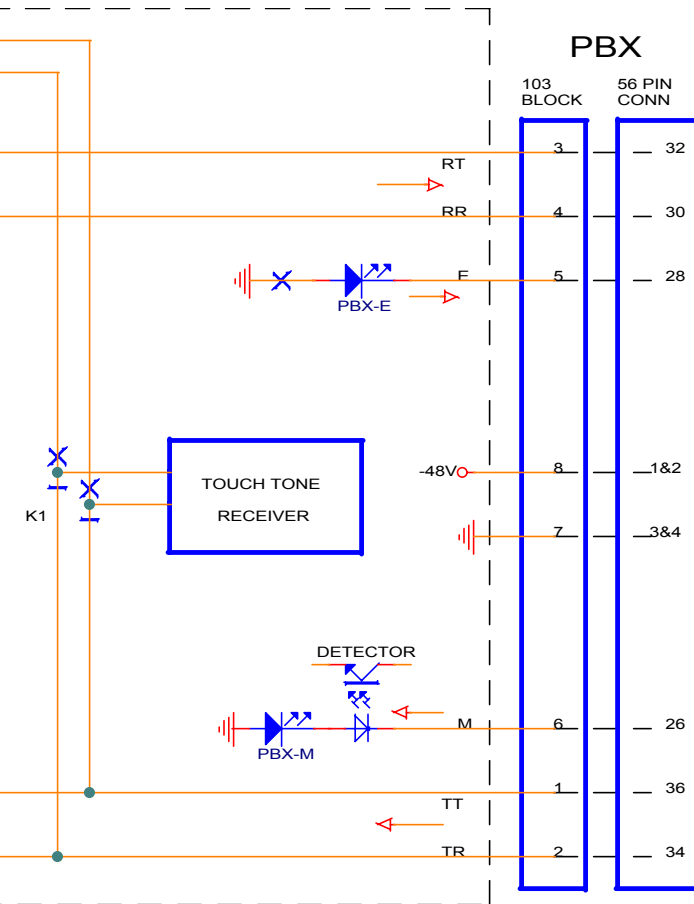 PBX
103 56 PIN
BLOCK CONN
3 32
RT
RR 4 30
E 5 28
PBX-E
-48V 8 1&2
TOUCH TONE
RECEIVER
K1
7 3&4
DETECTOR
M 6 26
PBX-M
1 36
TT
TR 2 34